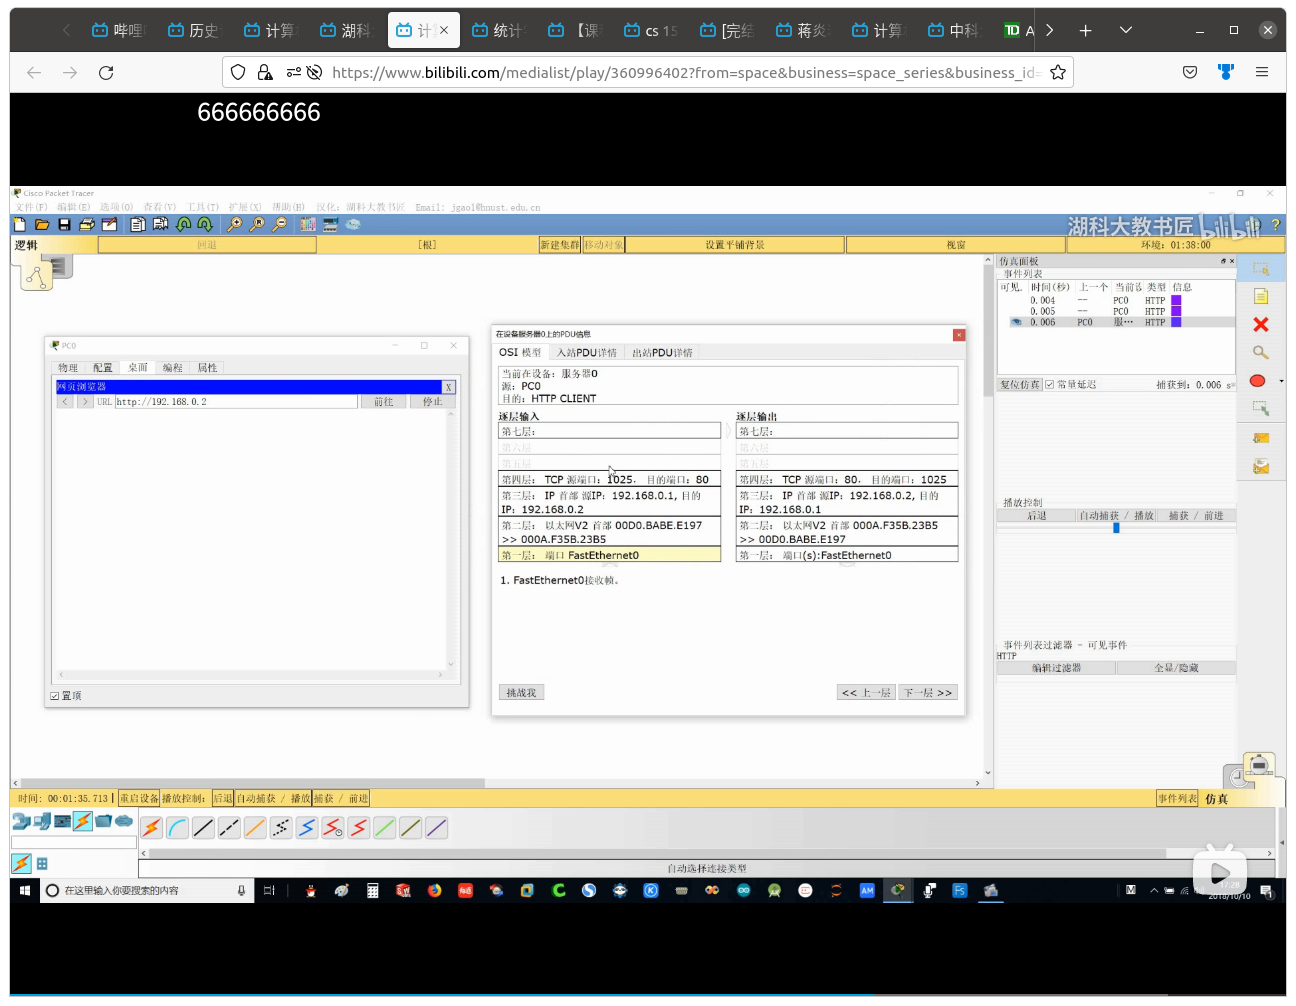 哔哩
历史
计算
湖科
计
统计
【课
cs 15
[完结
蒋炎
计算
中科
TD A
https://www.bilibili.com/medialist/play/360996402?from=space&business=space_series&business_id=
666666666
Cisco Packet Tracer
文件(F) 编辑(E) 选项(O) 查看(V) 工具(T) 扩展(X) 帮助(H) 汉化：湖科大教书匠 Email: jgaol@hnust.edu.cn
湖科大教书匠 bilibili
逻辑 回退 [根] 新建集群 移动对象 设置平铺背景 视窗 环境：01:38:00
仿真面板
事件列表
可见. 时间(秒) 上一个 当前设 类型 信息
0.004 -- PC0 HTTP
0.005 -- PC0 HTTP
0.006 PC0 服… HTTP
复位仿真 常量延迟 捕获到：0.006 s
播放控制
后退 自动捕获 / 播放 捕获 / 前进
事件列表过滤器 - 可见事件
HTTP
编辑过滤器 全显/隐藏
PC0
物理 配置 桌面 编程 属性
网页浏览器 X
< > URL http://192.168.0.2 前往 停止
置顶
在设备服务器0上的PDU信息
OSI 模型 入站PDU详情 出站PDU详情
当前在设备：服务器0
源：PC0
目的：HTTP CLIENT
逐层输入
第七层：
第六层
第五层
第四层： TCP 源端口：1025， 目的端口：80
第三层： IP 首部 源IP：192.168.0.1, 目的
IP：192.168.0.2
第二层： 以太网V2 首部 00D0.BABE.E197
>> 000A.F35B.23B5
第一层： 端口 FastEthernet0
逐层输出
第七层：
第六层
第五层
第四层： TCP 源端口：80， 目的端口：1025
第三层： IP 首部 源IP：192.168.0.2, 目的
IP：192.168.0.1
第二层： 以太网V2 首部 000A.F35B.23B5
>> 00D0.BABE.E197
第一层： 端口(s):FastEthernet0
1. FastEthernet0接收帧。
挑战我 << 上一层 下一层 >>
时间：00:01:35.713 重启设备 播放控制： 后退 自动捕获 / 播放 捕获 / 前进 事件列表 仿真
自动选择连接类型
在这里输入你要搜索的内容
17:28
2018/10/10